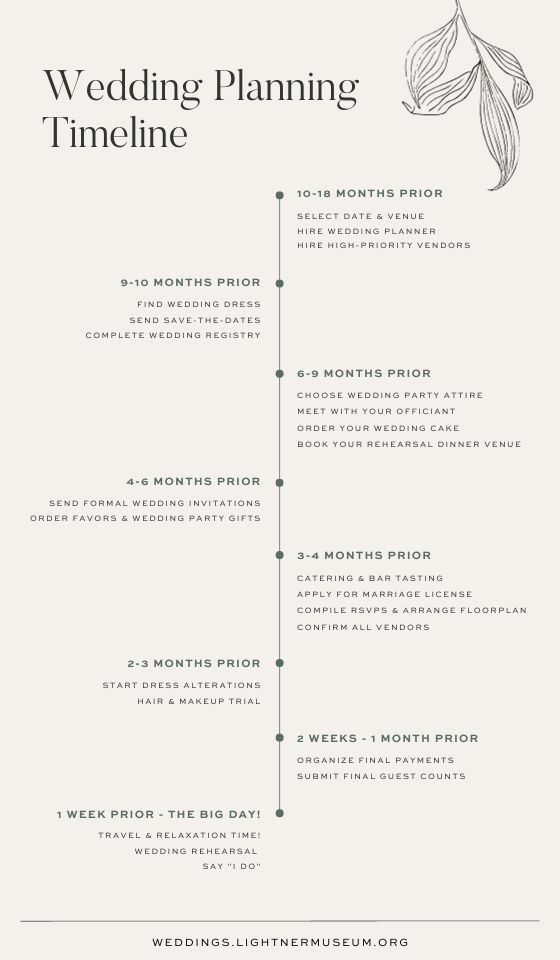 Wedding Planning
Timeline
10-18 MONTHS PRIOR
SELECT DATE & VENUE
HIRE WEDDING PLANNER
HIRE HIGH-PRIORITY VENDORS
9-10 MONTHS PRIOR
FIND WEDDING DRESS
SEND SAVE-THE-DATES
COMPLETE WEDDING REGISTRY
6-9 MONTHS PRIOR
CHOOSE WEDDING PARTY ATTIRE
MEET WITH YOUR OFFICIANT
ORDER YOUR WEDDING CAKE
BOOK YOUR REHEARSAL DINNER VENUE
4-6 MONTHS PRIOR
SEND FORMAL WEDDING INVITATIONS
ORDER FAVORS & WEDDING PARTY GIFTS
3-4 MONTHS PRIOR
CATERING & BAR TASTING
APPLY FOR MARRIAGE LICENSE
COMPILE RSVPS & ARRANGE FLOORPLAN
CONFIRM ALL VENDORS
2-3 MONTHS PRIOR
START DRESS ALTERATIONS
HAIR & MAKEUP TRIAL
2 WEEKS - 1 MONTH PRIOR
ORGANIZE FINAL PAYMENTS
SUBMIT FINAL GUEST COUNTS
1 WEEK PRIOR - THE BIG DAY!
TRAVEL & RELAXATION TIME!
WEDDING REHEARSAL
SAY "I DO"
WEDDINGS.LIGHTNERMUSEUM.ORG